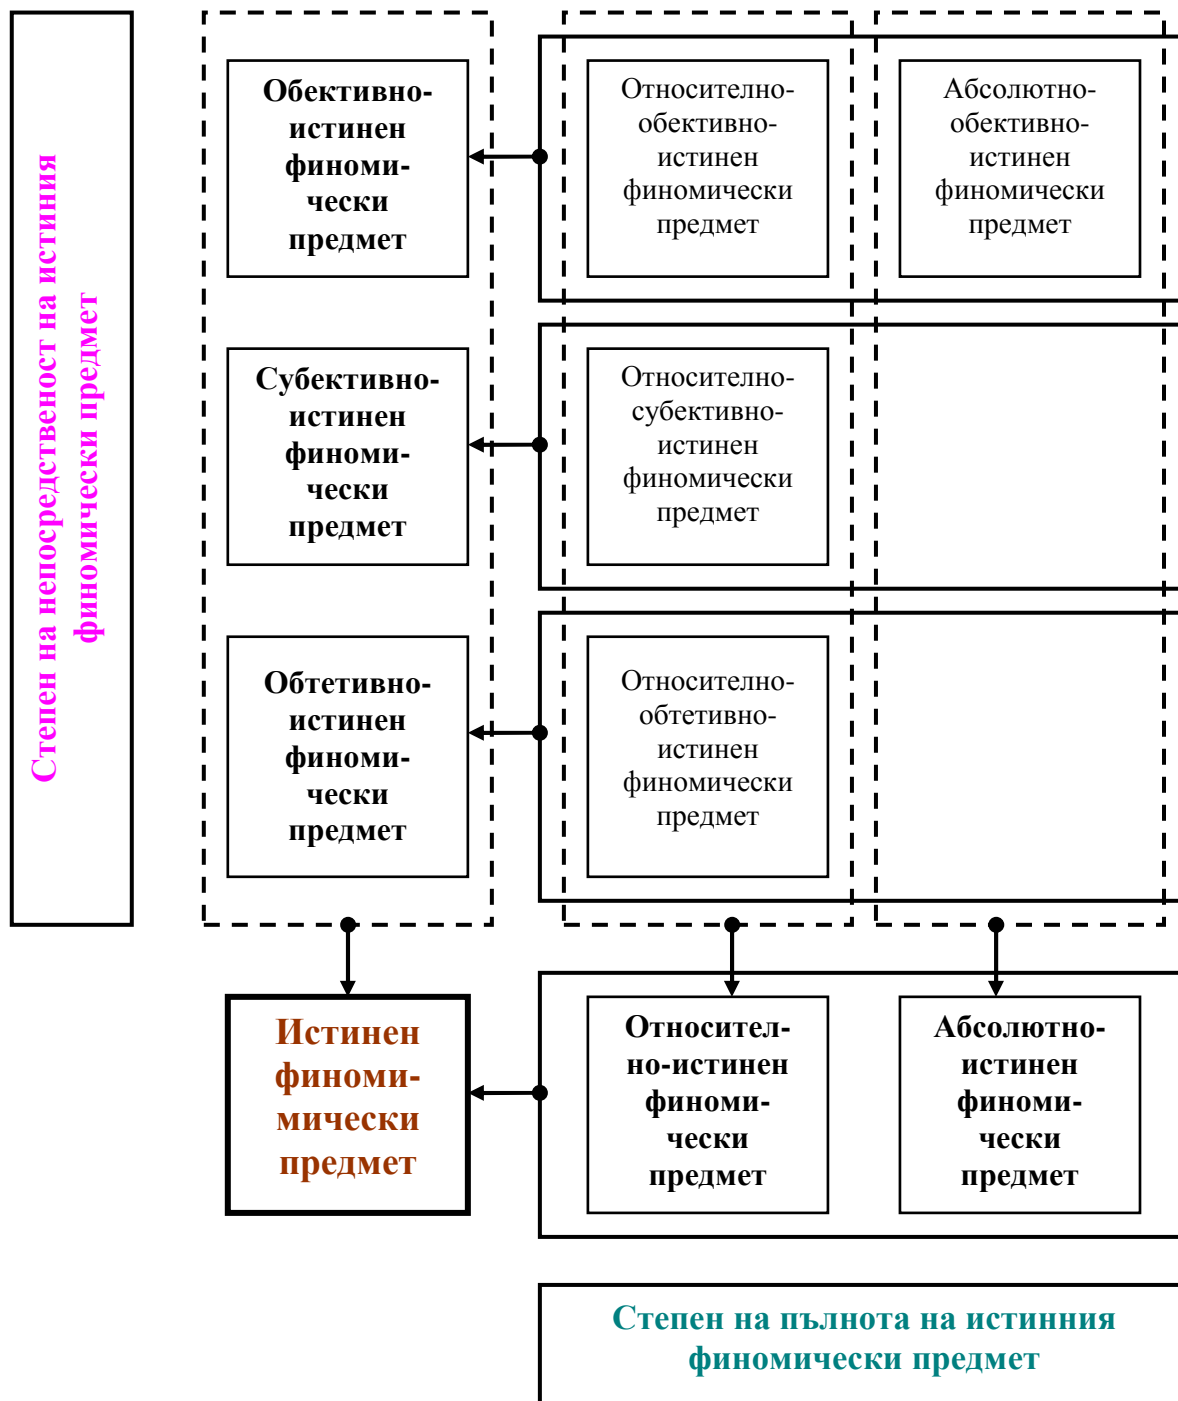 Степен на непосредственост на истиния
финомически предмет
Обективно-
истинен
финоми-
чески
предмет
Относително-
обективно-
истинен
финомически
предмет
Абсолютно-
обективно-
истинен
финомически
предмет
Субективно-
истинен
финоми-
чески
предмет
Относително-
субективно-
истинен
финомически
предмет
Обтетивно-
истинен
финоми-
чески
предмет
Относително-
обтетивно-
истинен
финомически
предмет
Истинен
финоми-
мически
предмет
Относител-
но-истинен
финоми-
чески
предмет
Абсолютно-
истинен
финоми-
чески
предмет
Степен на пълнота на истинния
финомически предмет